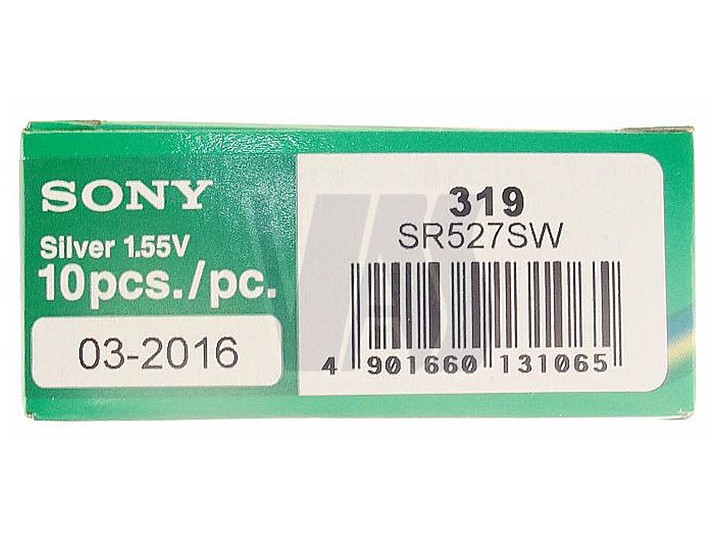 SONY
Silver 1.55V
10pcs./pc.
03-2016
319
SR527SW
4 901660 131065